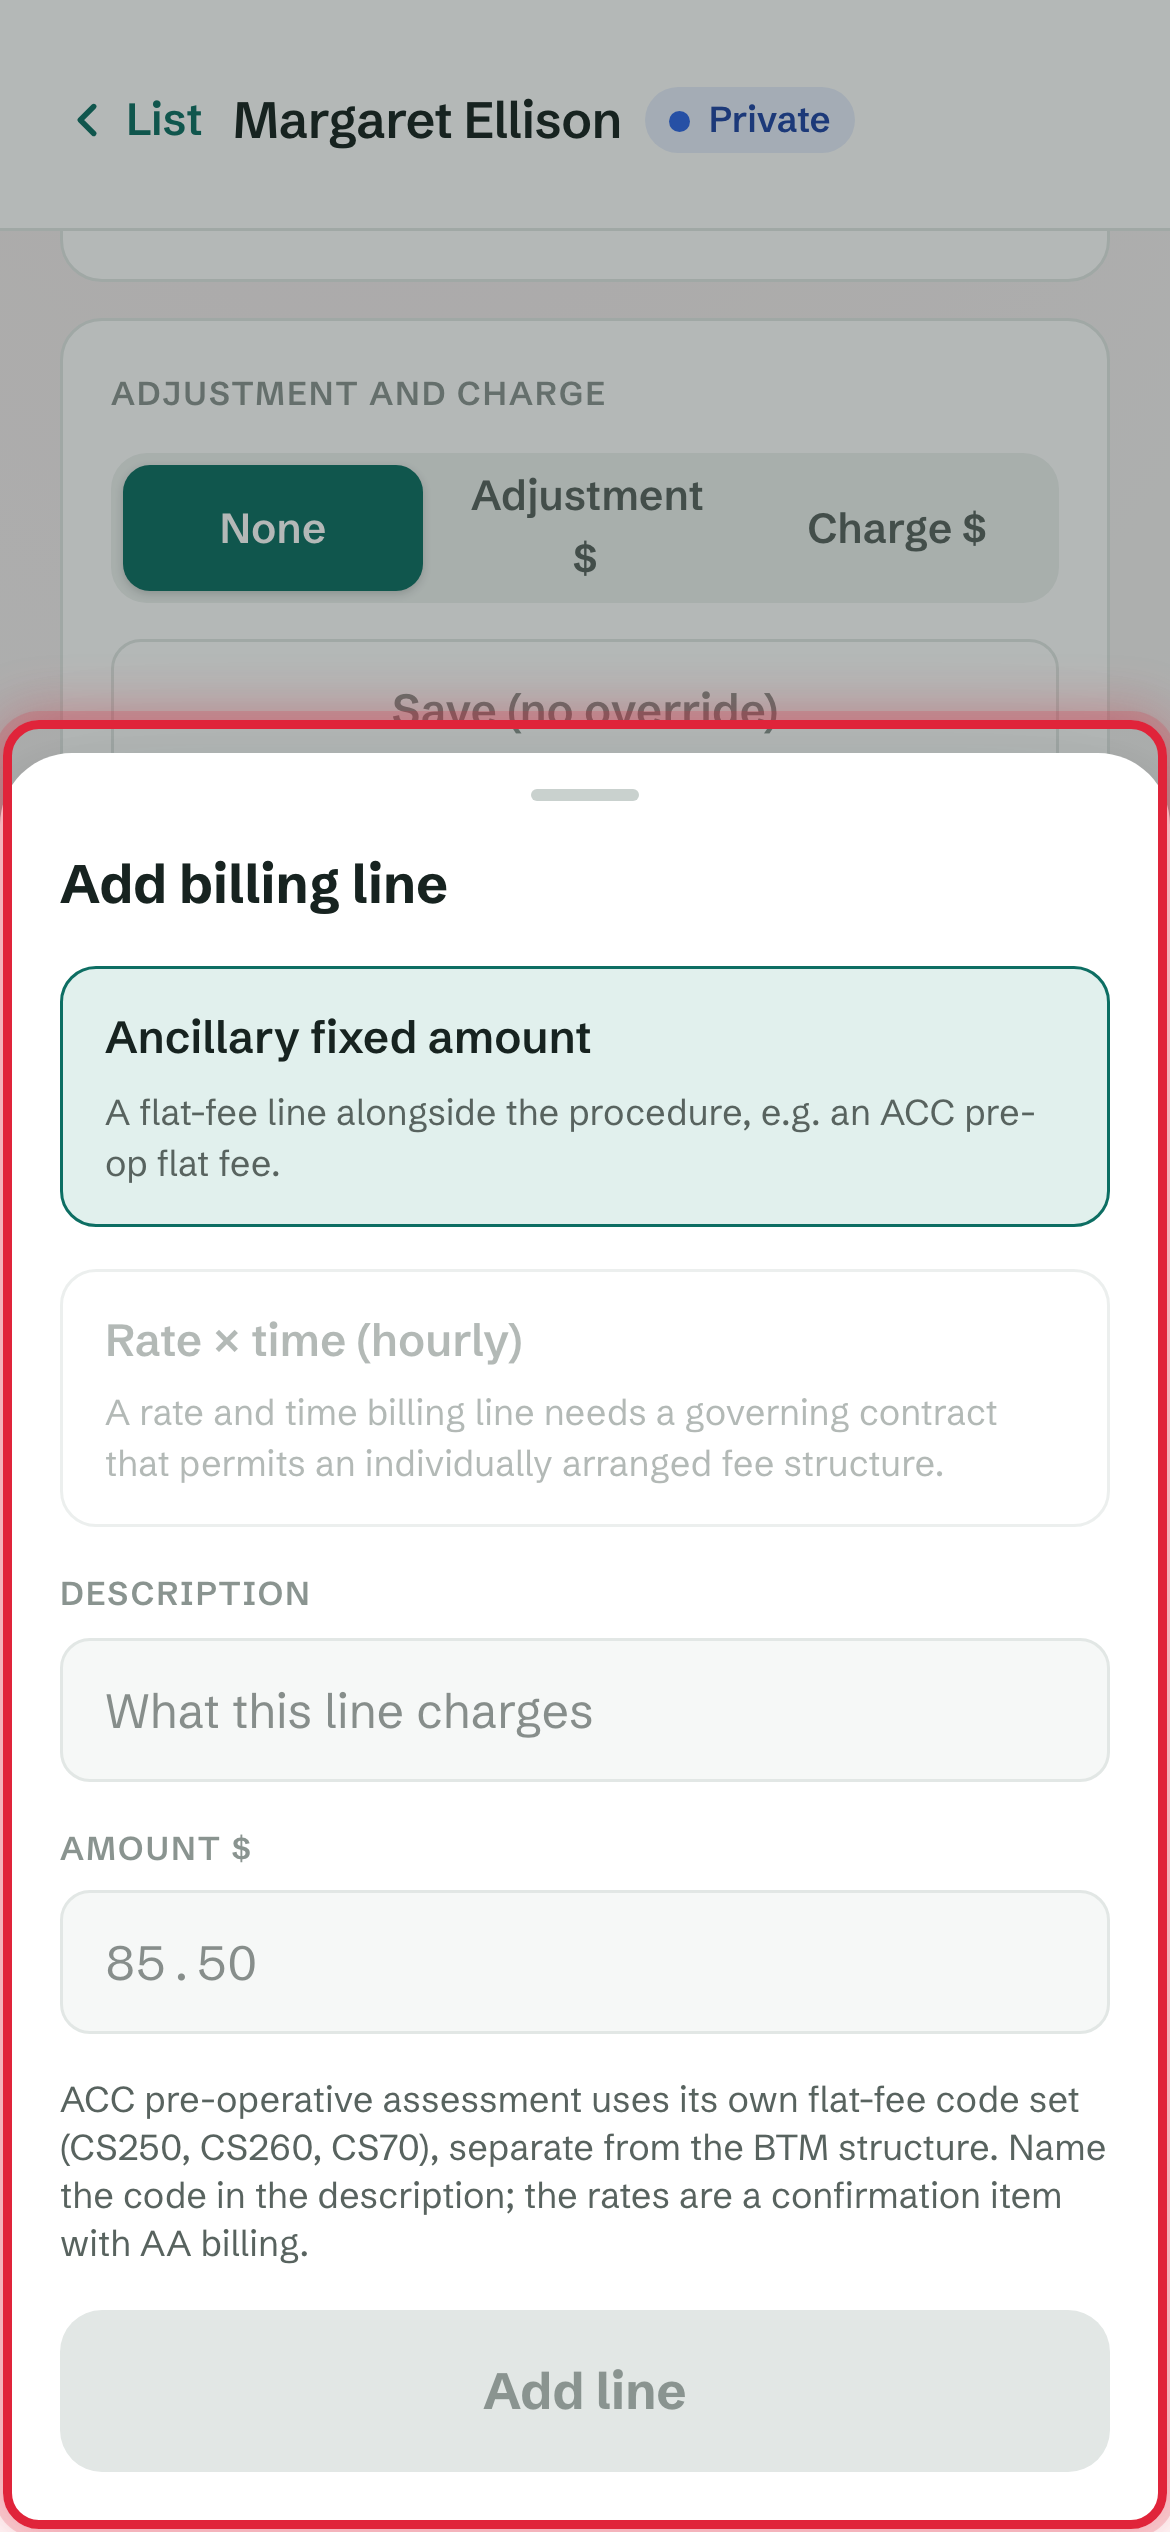 List Margaret Ellison Private
ADJUSTMENT AND CHARGE
None
Adjustment
$
Charge $
Save (no override)
Add billing line
Ancillary fixed amount
A flat-fee line alongside the procedure, e.g. an ACC pre-
op flat fee.
Rate × time (hourly)
A rate and time billing line needs a governing contract
that permits an individually arranged fee structure.
DESCRIPTION
What this line charges
AMOUNT $
85.50
ACC pre-operative assessment uses its own flat-fee code set
(CS250, CS260, CS70), separate from the BTM structure. Name
the code in the description; the rates are a confirmation item
with AA billing.
Add line